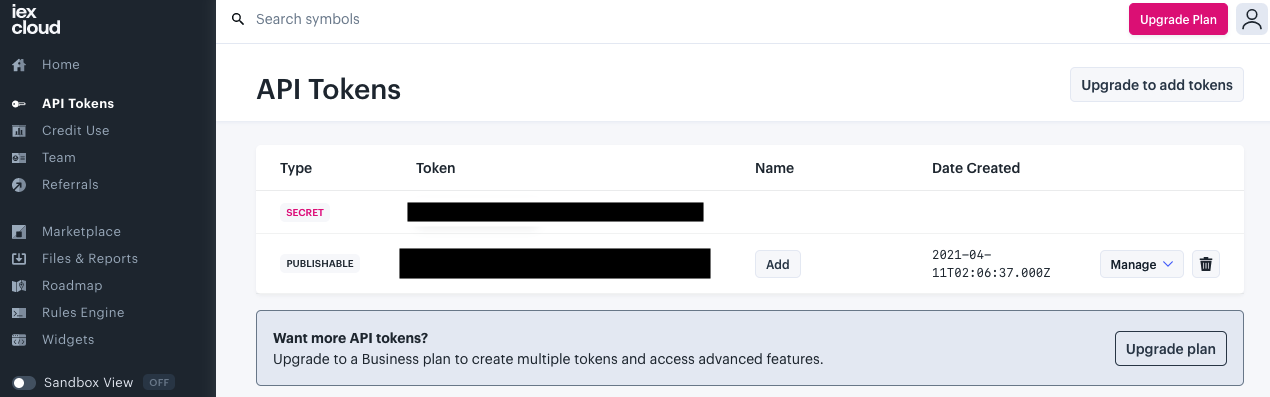 iex
cloud
Search symbols
Upgrade Plan
Home
API Tokens
Credit Use
Team
Referrals
Marketplace
Files & Reports
Roadmap
Rules Engine
Widgets
Sandbox View OFF
API Tokens
Upgrade to add tokens
Type Token Name Date Created
SECRET
PUBLISHABLE Add 2021-04-
11T02:06:37.000Z Manage
Want more API tokens?
Upgrade to a Business plan to create multiple tokens and access advanced features.
Upgrade plan